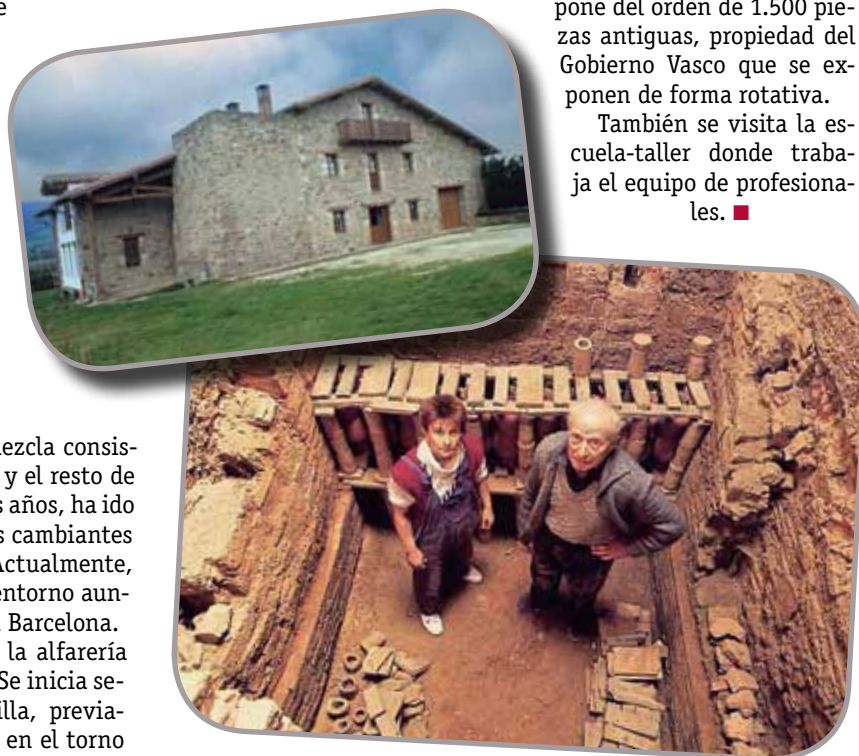 e
ezcla consis-
y el resto de
s años, ha ido
s cambiantes
Actualmente,
entorno aun-
Barcelona.
la alfarería
Se inicia se-
illa, previa-
en el torno
pone del orden de 1.500 pie-
zas antiguas, propiedad del
Gobierno Vasco que se ex-
ponen de forma rotativa.
También se visita la es-
cuela-taller donde traba-
ja el equipo de profesiona-
les.